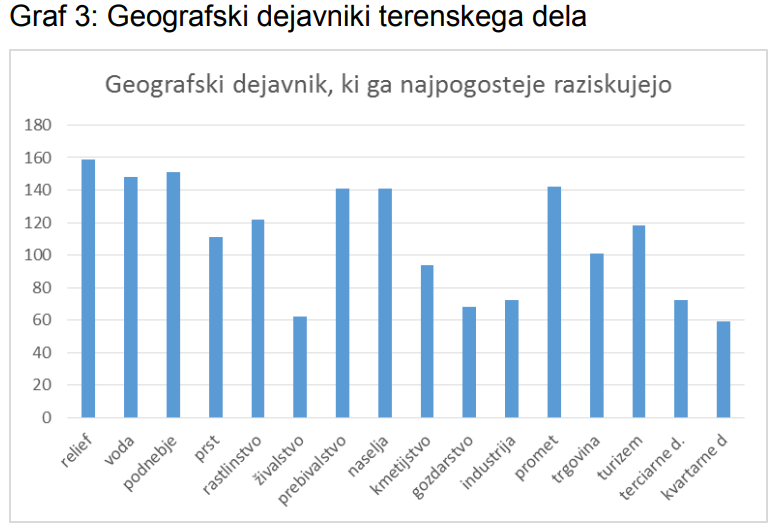 Graf 3: Geografski dejavniki terenskega dela
Geografski dejavnik, ki ga najpogosteje raziskujejo
180
160
140
120
100
80
60
40
20
0
relief
voda
podnebje
prst
rastlinstvo
živalstvo
prebivalstvo
naselja
kmetijstvo
gozdarstvo
industrija
promet
trgovina
turizem
terciarne d.
kvartarne d